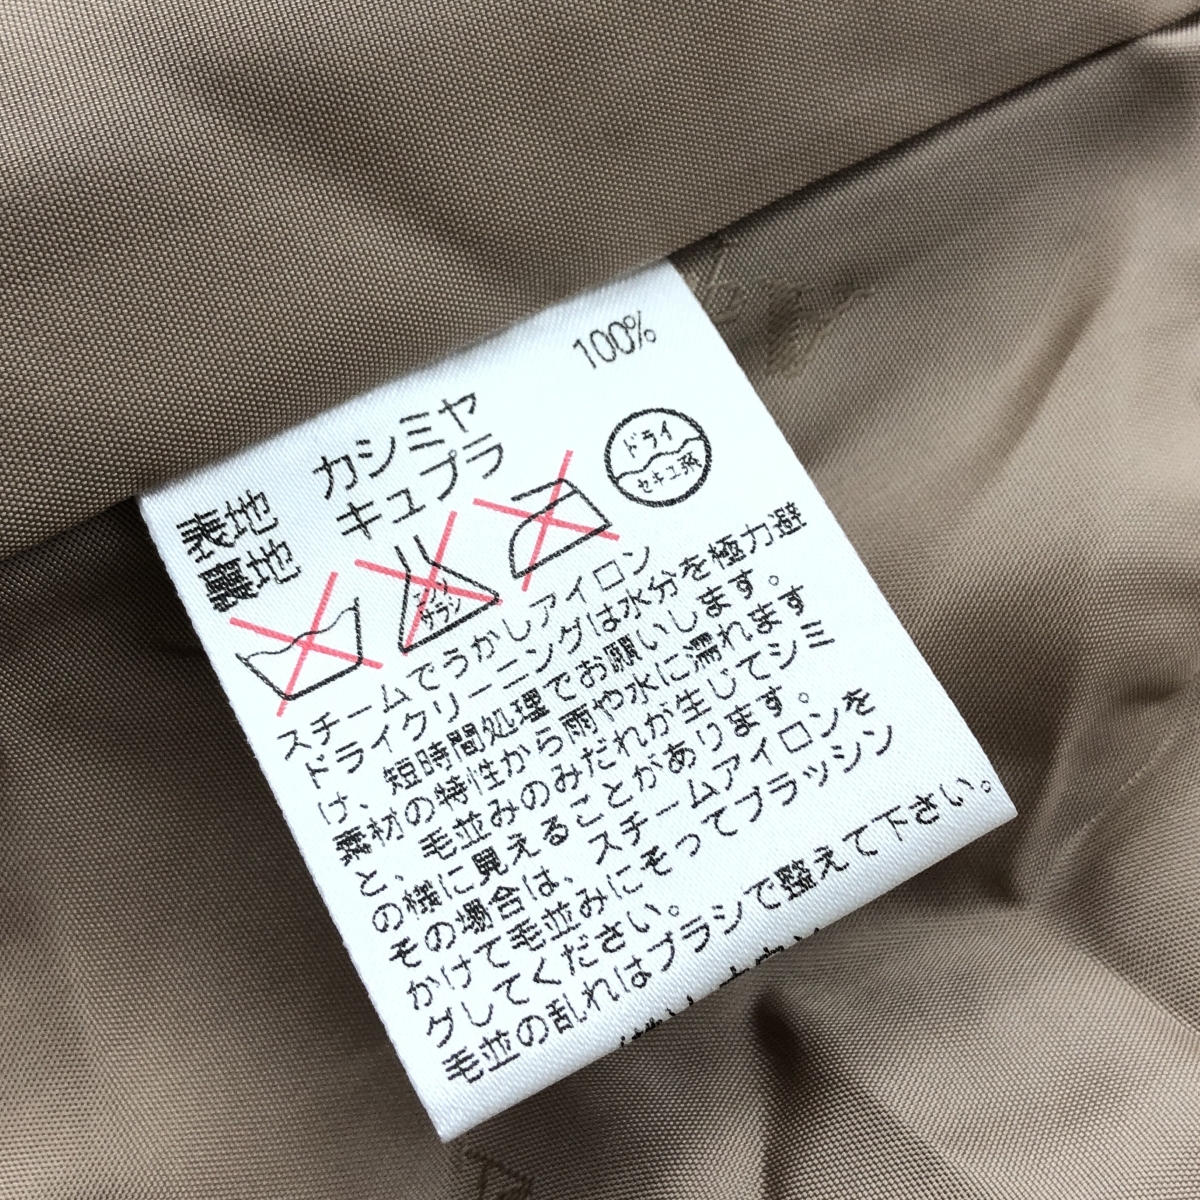 表地 カシミヤ 100%
裏地 キュプラ
エンソ
サラシ
ドライ
セキユ系
スチームでうかしアイロン
ドライクリーニングは水分を極力避
け、短時間処理でお願いします。
素材の特性から雨や水に濡れます
と、毛並みのみだれが生じてシミ
の様に見えることがあります。
その場合は、スチームアイロンを
かけて毛並みにそってブラッシン
グしてください。
毛並の乱れはブラシで整えて下さい。